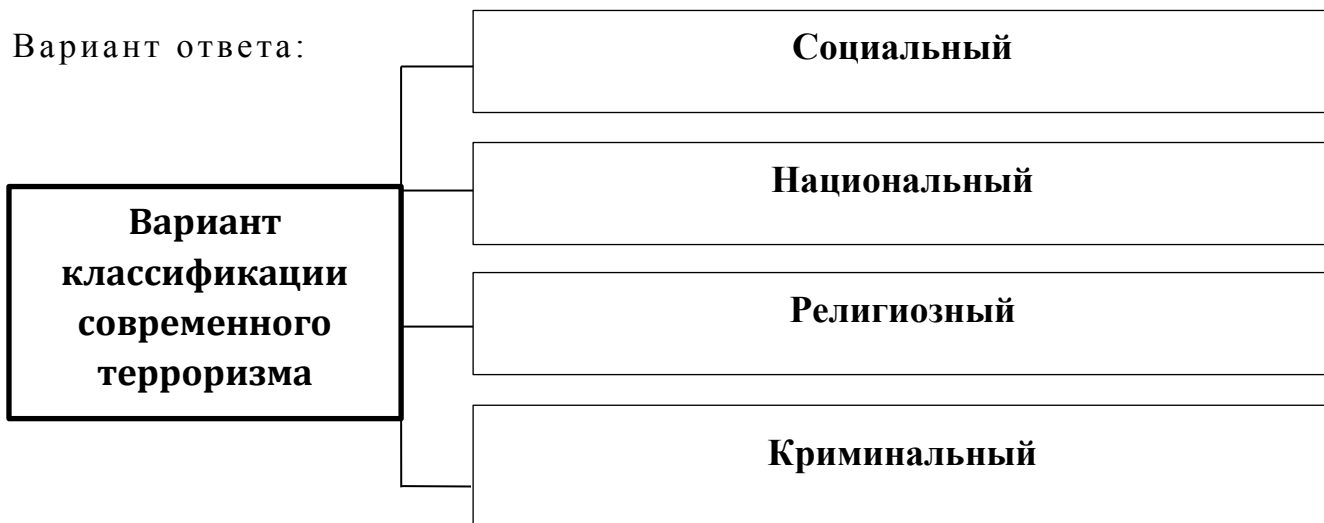 Вариант ответа:
Социальный
Национальный
Вариант
классификации
современного
терроризма
Религиозный
Криминальный